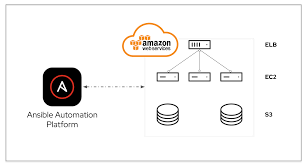 amazon
webservices
ELB
EC2
S3
A
Ansible Automation
Platform